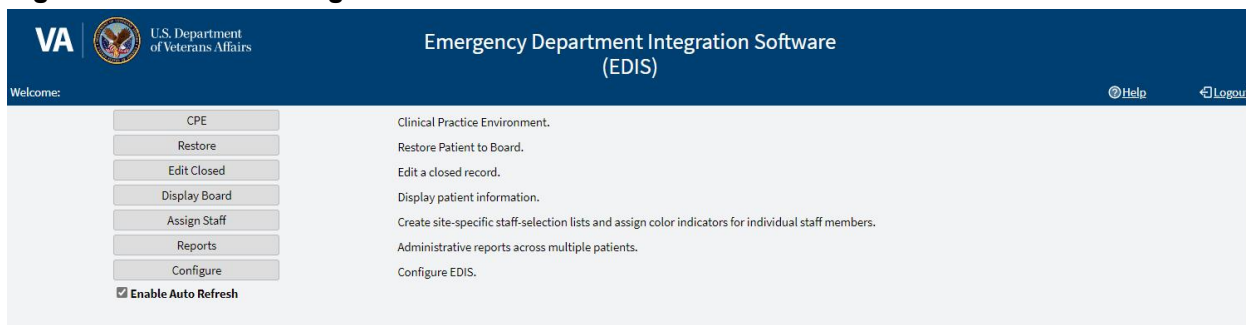 VA
U.S. Department
of Veterans Affairs
Emergency Department Integration Software
(EDIS)
Welcome:
Help
Logou
CPE Clinical Practice Environment.
Restore Restore Patient to Board.
Edit Closed Edit a closed record.
Display Board Display patient information.
Assign Staff Create site-specific staff-selection lists and assign color indicators for individual staff members.
Reports Administrative reports across multiple patients.
Configure Configure EDIS.
Enable Auto Refresh